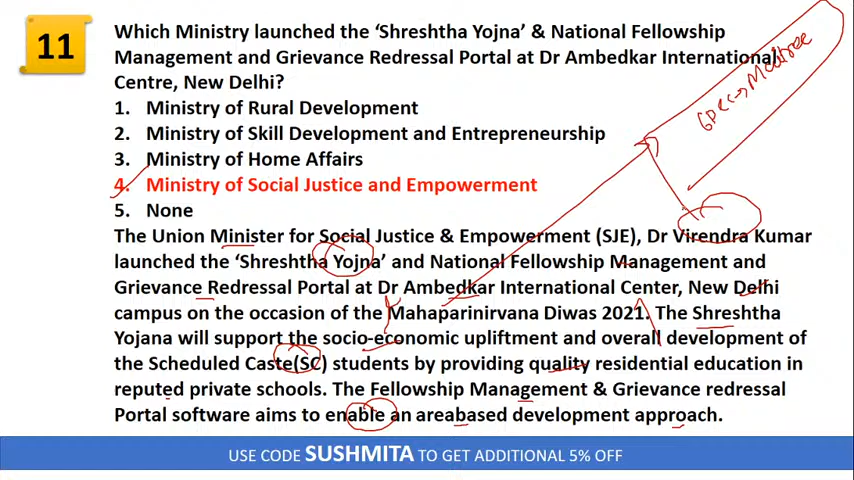 11
Which Ministry launched the ‘Shreshtha Yojna’ & National Fellowship
Management and Grievance Redressal Portal at Dr Ambedkar International
Centre, New Delhi?
1. Ministry of Rural Development
2. Ministry of Skill Development and Entrepreneurship
3. Ministry of Home Affairs
4. Ministry of Social Justice and Empowerment
5. None
The Union Minister for Social Justice & Empowerment (SJE), Dr Virendra Kumar
launched the ‘Shreshtha Yojna’ and National Fellowship Management and
Grievance Redressal Portal at Dr Ambedkar International Center, New Delhi
campus on the occasion of the Mahaparinirvana Diwas 2021. The Shreshtha
Yojana will support the socio-economic upliftment and overall development of
the Scheduled Caste(SC) students by providing quality residential education in
reputed private schools. The Fellowship Management & Grievance redressal
Portal software aims to enable an areabased development approach.
USE CODE SUSHMITA TO GET ADDITIONAL 5% OFF